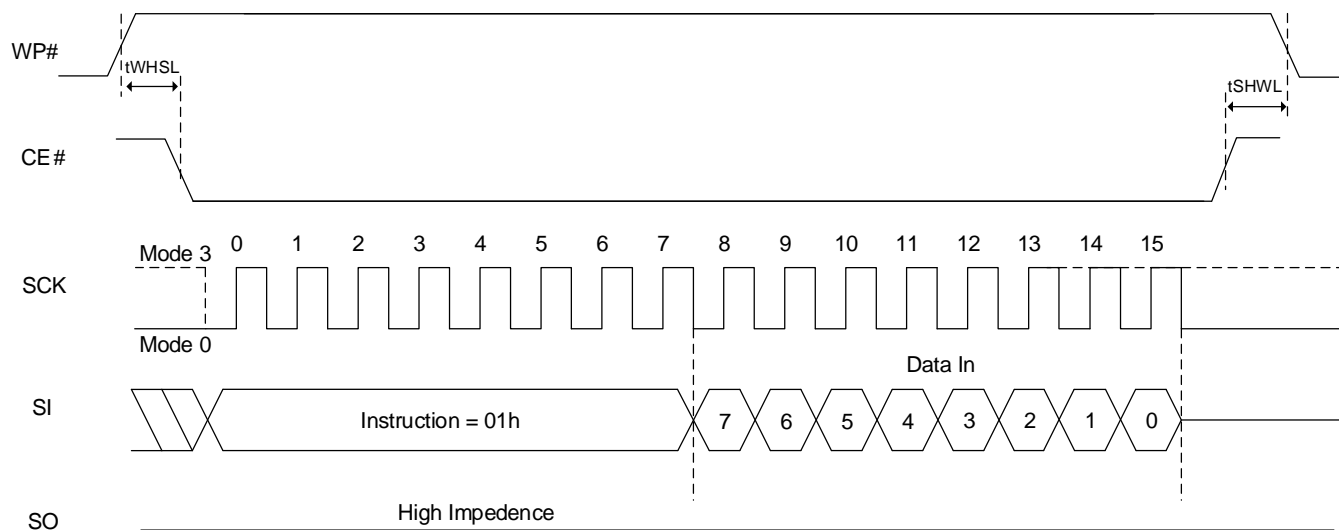 WP#
tWHSL
tSHWL
CE#
Mode 3
0 1 2 3 4 5 6 7 8 9 10 11 12 13 14 15
SCK
Mode 0
Data In
SI
Instruction = 01h
7 6 5 4 3 2 1 0
High Impedence
SO